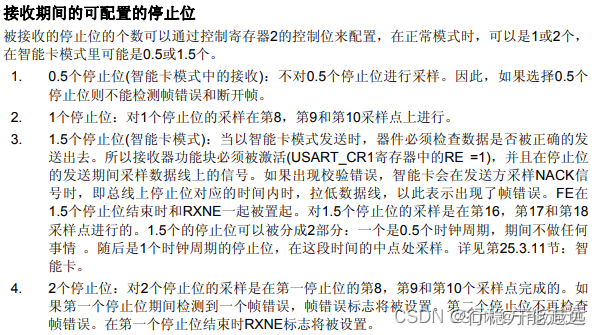 接收期间的可配置的停止位
被接收的停止位的个数可以通过控制寄存器2的控制位来配置，在正常模式时，可以是1或2个，
在智能卡模式里可能是0.5或1.5个。
1. 0.5个停止位(智能卡模式中的接收)：不对0.5个停止位进行采样。因此，如果选择0.5个
停止位则不能检测帧错误和断开帧。
2. 1个停止位：对1个停止位的采样在第8，第9和第10采样点上进行。
3. 1.5个停止位(智能卡模式)：当以智能卡模式发送时，器件必须检查数据是否被正确的发
送出去。所以接收器功能块必须被激活(USART_CR1寄存器中的RE =1)，并且在停止位
的发送期间采样数据线上的信号。如果出现校验错误，智能卡会在发送方采样NACK信
号时，即总线上停止位对应的时间内时，拉低数据线，以此表示出现了帧错误。FE在
1.5个停止位结束时和RXNE一起被置起。对1.5个停止位的采样是在第16，第17和第18
采样点进行的。1.5个的停止位可以被分成2部分：一个是0.5个时钟周期，期间不做任何
事情 。随后是1个时钟周期的停止位，在这段时间的中点处采样。详见第25.3.11节：智
能卡。
4. 2个停止位：对2个停止位的采样是在第一停止位的第8，第9和第10个采样点完成的。如
果第一个停止位期间检测到一个帧错误，帧错误标志将被设置。第二个停止位不再检查
帧错误。在第一个停止位结束时RXNE标志将被设置。
CSDN @行稳方能走远